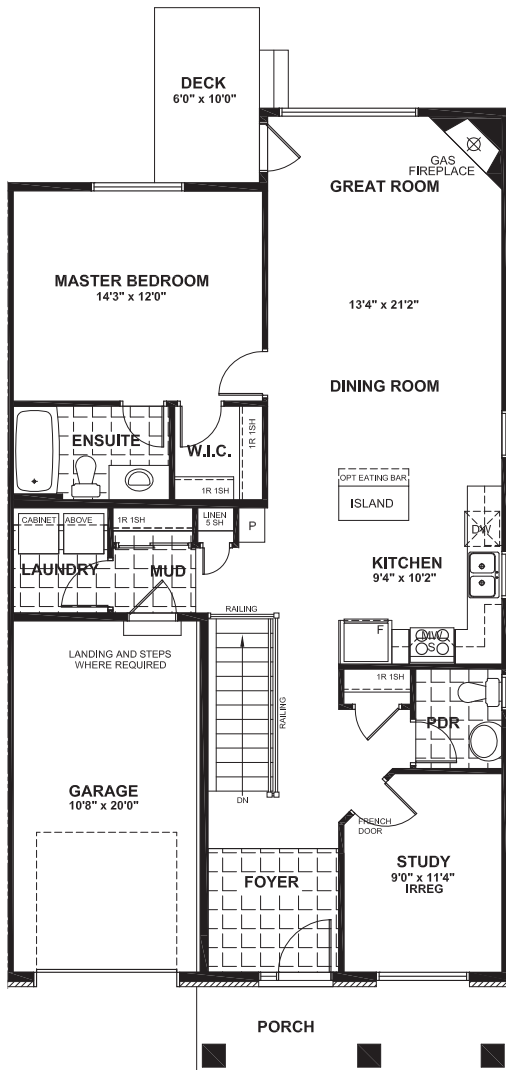 DECK
6'0" x 10'0"
GAS
FIREPLACE
GREAT ROOM
MASTER BEDROOM
14'3" x 12'0"
13'4" x 21'2"
DINING ROOM
ENSUITE
W.I.C.
1R 1SH
1R 1SH
OPT EATING BAR
ISLAND
CABINET ABOVE
1R 1SH
LINEN
5 SH
P
DW
LAUNDRY
MUD
KITCHEN
9'4" x 10'2"
RAILING
F
MW
S
LANDING AND STEPS
WHERE REQUIRED
1R 1SH
RAILING
PDR
GARAGE
10'8" x 20'0"
DN
FRENCH
DOOR
STUDY
9'0" x 11'4"
IRREG
FOYER
PORCH